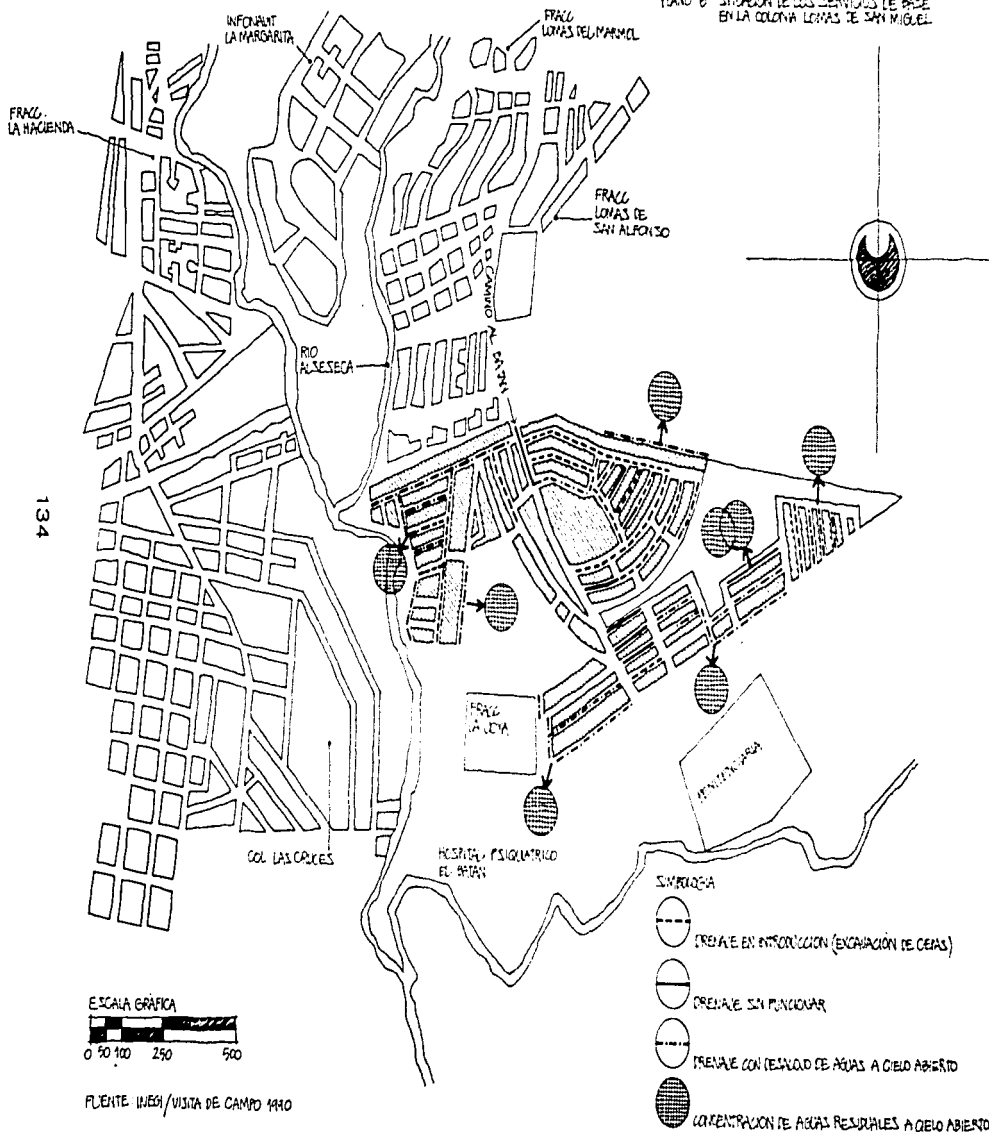 PLANO 6 SITUACION DE LOS SERVICIOS DE BASE
EN LA COLONIA LOMAS DE SAN MIGUEL
INFONAVIT
LA MARGARITA
FRACC
LOMAS DEL MARMOL
FRACC.
LA HACIENDA
FRACC
LOMAS DE
SAN ALFONSO
CAMINO AL BATAN
RIO
ALSESECA
134
FRACC
LA JOYA
PENITENCIARIA
COL LAS CRUCES
HOSPITAL PSIQUIATRICO
EL BATAN
SIMBOLOGIA
DRENAJE EN INTRODUCCION (EXCAVACIÓN DE CEPAS)
DRENAJE SIN FUNCIONAR
DRENAJE CON DESALOJO DE AGUAS A CIELO ABIERTO
CONCENTRACION DE AGUAS RESIDUALES A CIELO ABIERTO
ESCALA GRÁFICA
0 50 100 250 500
FUENTE: INEGI/VISITA DE CAMPO 1990